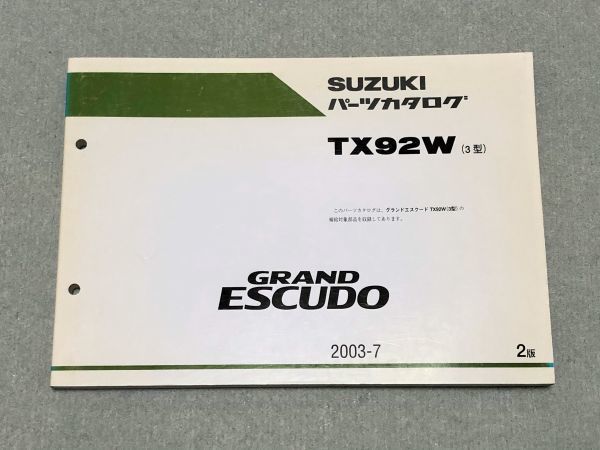 SUZUKI
パーツカタログ
TX92W (3型)
このパーツカタログは、グランドエスクード TX92W(3型)の
補給対象部品を収録してあります。
GRAND
ESCUDO
2003-7 2版